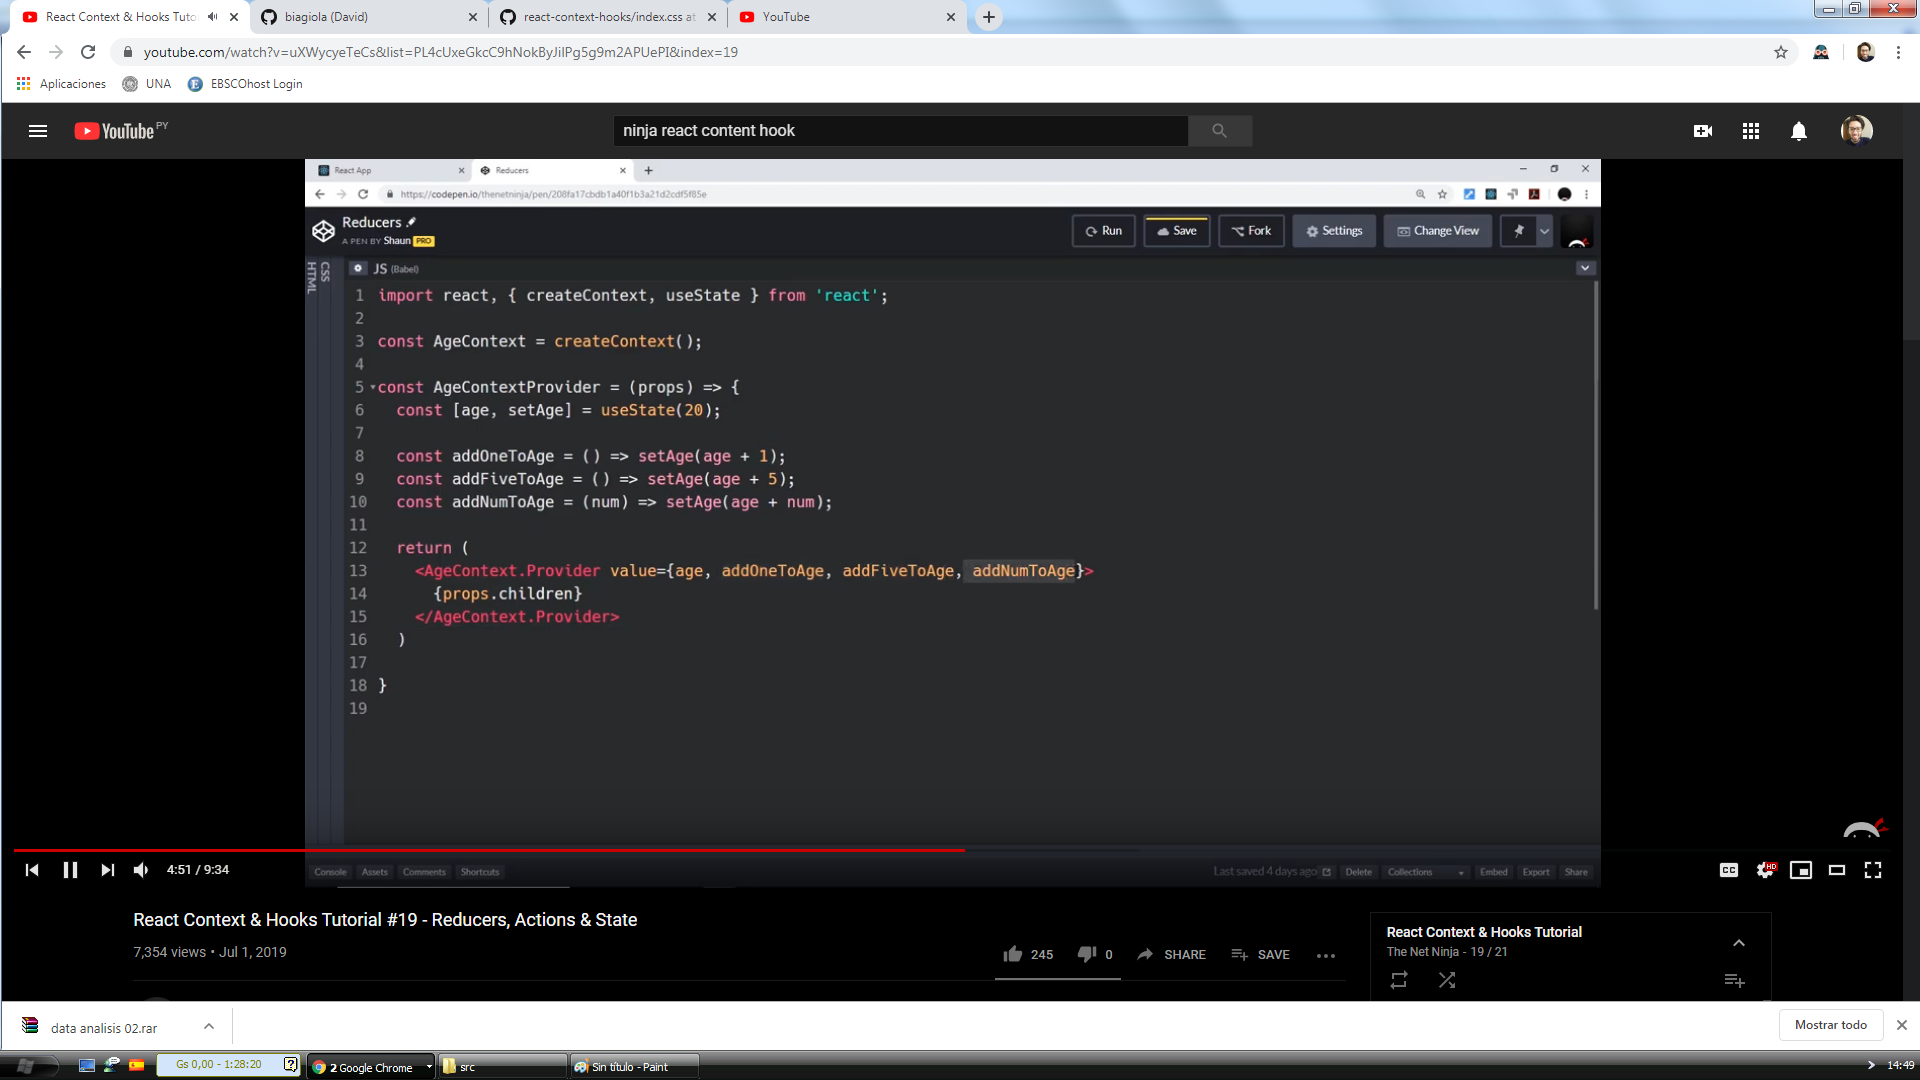 React Context & Hooks Tuto
biagiola (David)
react-context-hooks/index.css at
YouTube
youtube.com/watch?v=uXWycyeTeCs&list=PL4cUxeGkcC9hNokByJilPg5g9m2APUePI&index=19
Aplicaciones
UNA
EBSCOhost Login
YouTube PY
ninja react content hook
React App
Reducers
https://codepen.io/thenetninja/pen/208fa17cbdb1a40f1b3a21d2cdf5f85e
Reducers
A PEN BY Shaun PRO
Run
Save
Fork
Settings
Change View
HTML
CSS
JS (Babel)
1 import react, { createContext, useState } from 'react';
2
3 const AgeContext = createContext();
4
5 const AgeContextProvider = (props) => {
6 const [age, setAge] = useState(20);
7
8 const addOneToAge = () => setAge(age + 1);
9 const addFiveToAge = () => setAge(age + 5);
10 const addNumToAge = (num) => setAge(age + num);
11
12 return (
13 <AgeContext.Provider value={age, addOneToAge, addFiveToAge, addNumToAge}>
14 {props.children}
15 </AgeContext.Provider>
16 )
17
18 }
19
Console
Assets
Comments
Shortcuts
Last saved 4 days ago
Delete
Collections
Embed
Export
Share
4:51 / 9:34
CC
HD
React Context & Hooks Tutorial #19 - Reducers, Actions & State
7,354 views • Jul 1, 2019
245
0
SHARE
SAVE
React Context & Hooks Tutorial
The Net Ninja - 19 / 21
data analisis 02.rar
Mostrar todo
Gs 0,00 - 1:28:20
2 Google Chrome
src
Sin título - Paint
14:49